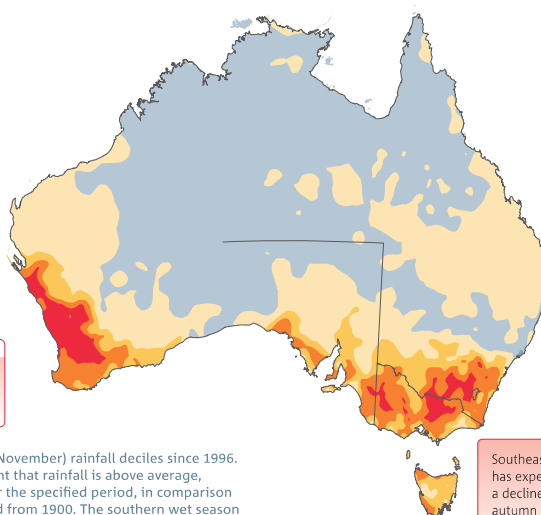 November) rainfall deciles since 1996.
nt that rainfall is above average,
r the specified period, in comparison
d from 1900. The southern wet season
Southeas
has expe
a decline
autumn